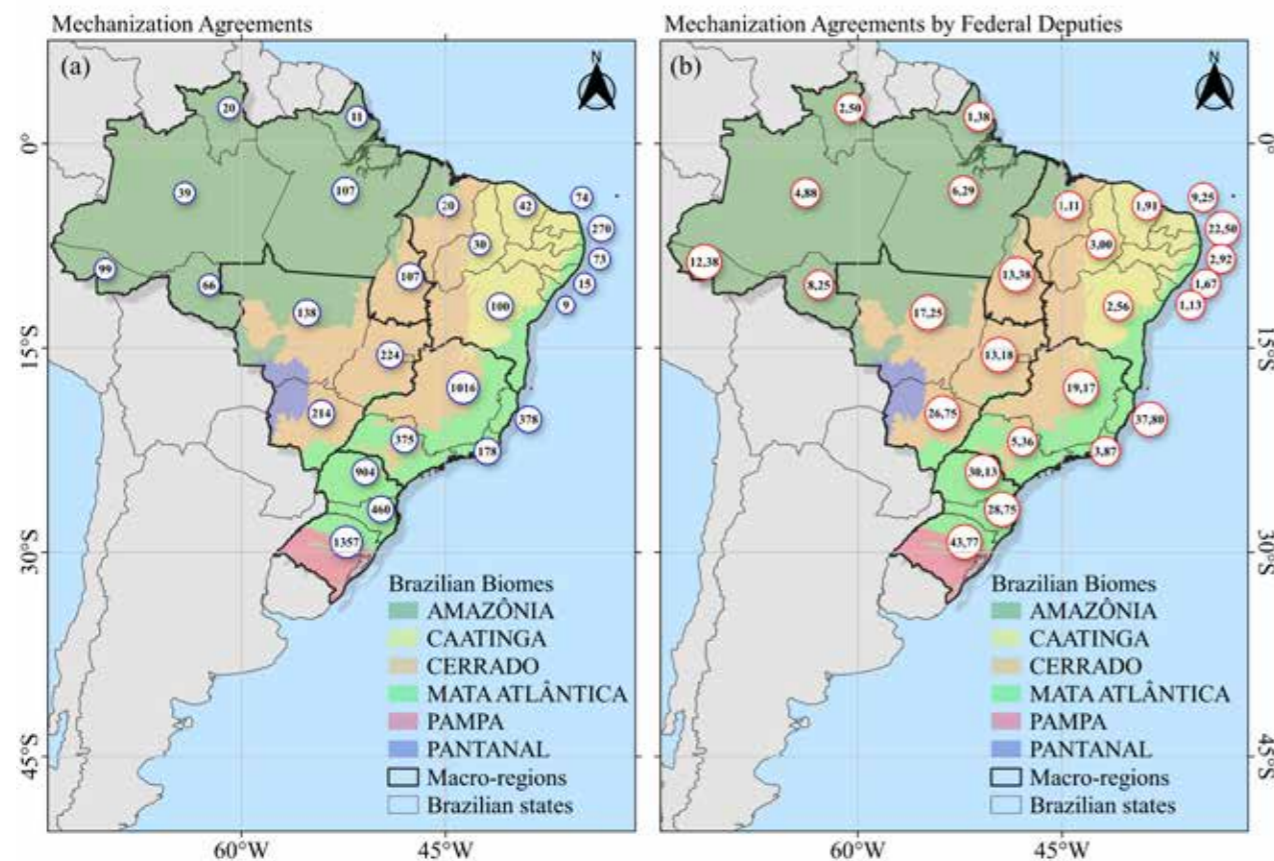 Mechanization Agreements
(a)
N
20
11
0°
39
107
20
42
74
30
270
73
99
66
107
15
138
100
9
15°S
224
1016
214
378
375
178
904
460
1357
30°S
Brazilian Biomes
AMAZÔNIA
CAATINGA
CERRADO
MATA ATLÂNTICA
PAMPA
PANTANAL
45°S
Macro-regions
Brazilian states
60°W
45°W
Mechanization Agreements by Federal Deputies
(b)
N
2,50
1,38
0°
4,88
6,29
1,11
1,91
9,25
3,00
22,50
2,92
12,38
8,25
13,38
1,67
17,25
2,56
1,13
15°S
13,18
19,17
26,75
37,80
5,36
3,87
30,13
28,75
43,77
30°S
Brazilian Biomes
AMAZÔNIA
CAATINGA
CERRADO
MATA ATLÂNTICA
PAMPA
PANTANAL
45°S
Macro-regions
Brazilian states
60°W
45°W